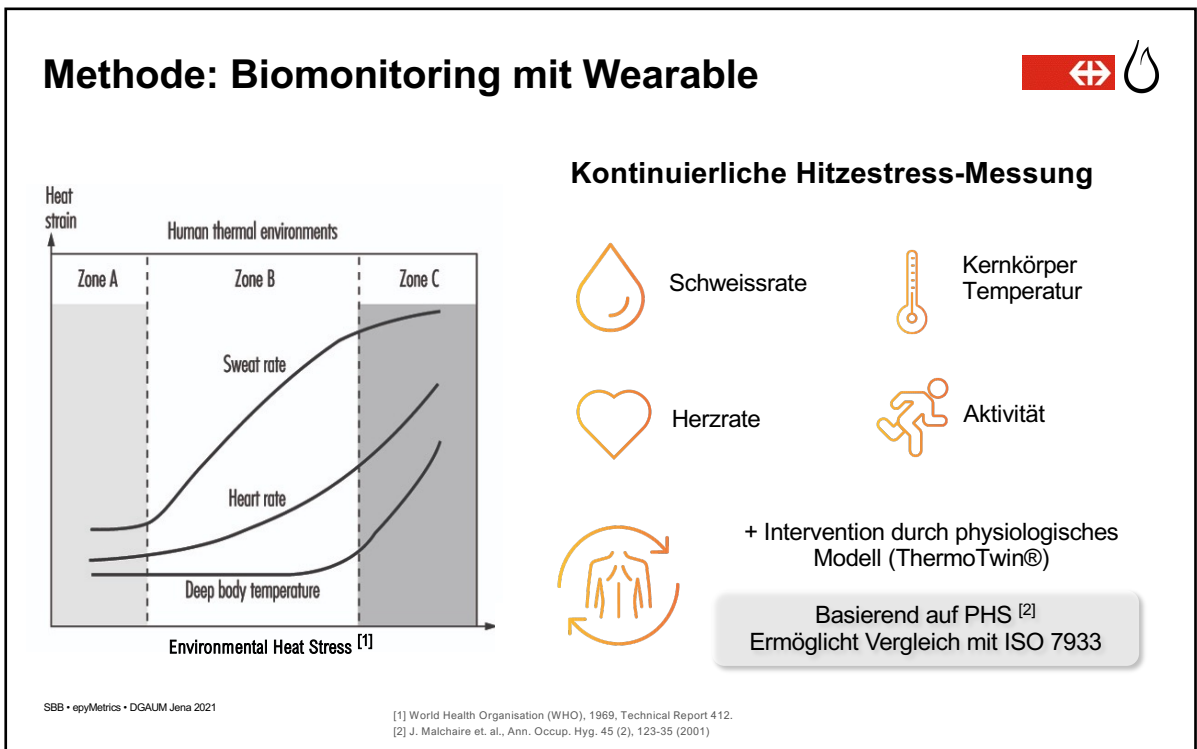 Methode: Biomonitoring mit Wearable
Heat
strain
Human thermal environments
Zone A
Zone B
Zone C
Sweat rate
Heart rate
Deep body temperature
Environmental Heat Stress [1]
Kontinuierliche Hitzestress-Messung
Schweissrate
Kernkörper
Temperatur
Herzrate
Aktivität
+ Intervention durch physiologisches
Modell (ThermoTwin®)
Basierend auf PHS [2]
Ermöglicht Vergleich mit ISO 7933
SBB • epyMetrics • DGAUM Jena 2021
[1] World Health Organisation (WHO), 1969, Technical Report 412.
[2] J. Malchaire et. al., Ann. Occup. Hyg. 45 (2), 123-35 (2001)